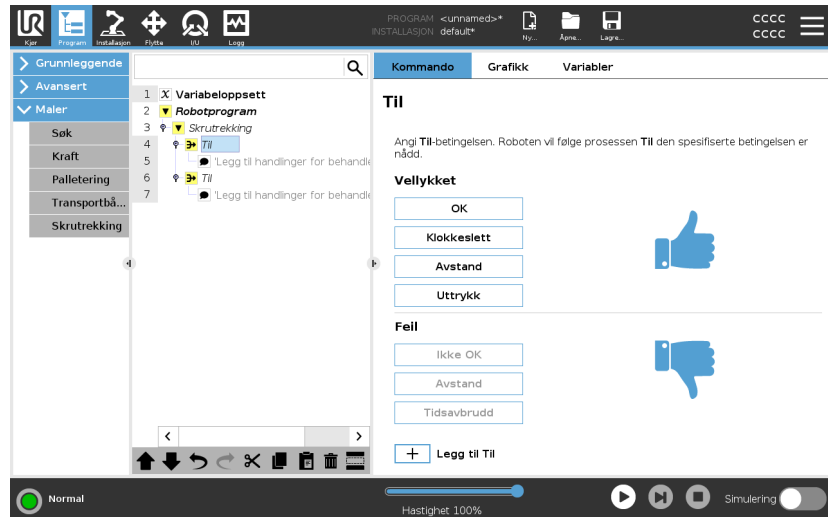 UR
PROGRAM <unnamed>*
INSTALLASJON default*
Kjør
Program
Installasjon
Flytte
I/U
Logg
Ny...
Åpne...
Lagre...
cccc
cccc
Grunnleggende
Avansert
Maler
Søk
Kraft
Palletering
Transportbå...
Skrutrekking
1 X Variabeloppsett
2 Robotprogram
3 Skrutrekking
4 Til
5 'Legg til handlinger for behandle
6 Til
7 'Legg til handlinger for behandle
Kommando
Grafikk
Variabler
Til
Angi Til-betingelsen. Roboten vil følge prosessen Til den spesifiserte betingelsen er
nådd.
Vellykket
OK
Klokkeslett
Avstand
Uttrykk
Feil
Ikke OK
Avstand
Tidsavbrudd
+ Legg til Til
Normal
Hastighet 100%
Simulering